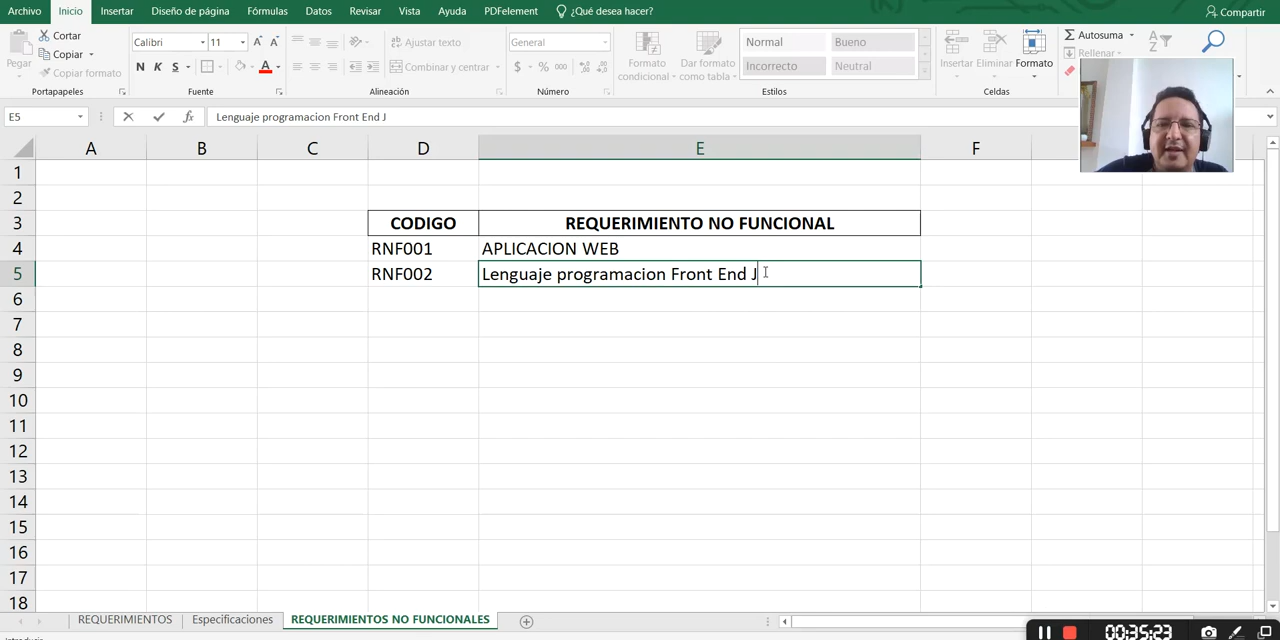 Archivo Inicio Insertar Diseño de página Fórmulas Datos Revisar Vista Ayuda PDFelement ¿Qué desea hacer? Compartir
Pegar
Cortar
Copiar
Copiar formato
Portapapeles
Calibri 11
N K S
Fuente
Ajustar texto
Combinar y centrar
Alineación
General
$ % 000
Número
Formato condicional
Dar formato como tabla
Normal Bueno
Incorrecto Neutral
Estilos
Insertar Eliminar Formato
Celdas
Autosuma
Rellenar
E5 fx Lenguaje programacion Front End J
A B C D E F
1
2
3 CODIGO REQUERIMIENTO NO FUNCIONAL
4 RNF001 APLICACION WEB
5 RNF002 Lenguaje programacion Front End J
6
7
8
9
10
11
12
13
14
15
16
17
18
REQUERIMIENTOS Especificaciones REQUERIMIENTOS NO FUNCIONALES
00:35:23